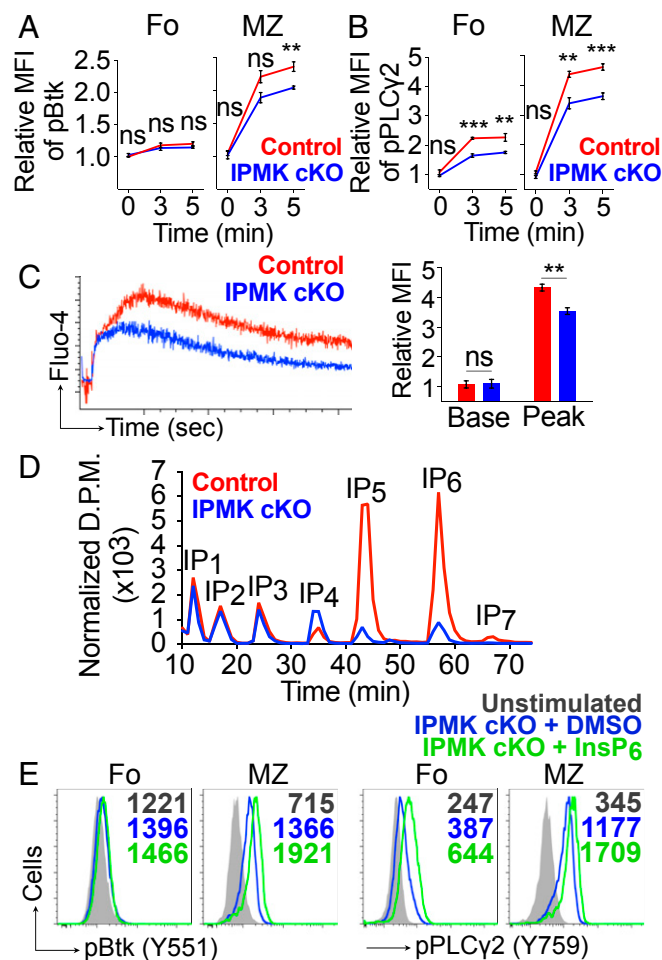 A
Fo
MZ
Relative MFI
of pBtk
2.5
2.0
1.5
1.0
ns
ns
ns
ns
ns
**
Control
IPMK cKO
0 3 5
0 3 5
Time (min)
B
Fo
MZ
Relative MFI
of pPLCγ2
5
4
3
2
1
ns
***
**
ns
**
***
Control
IPMK cKO
0 3 5
0 3 5
Time (min)
C
Control
IPMK cKO
Fluo-4
Time (sec)
Relative MFI
5
4
3
2
1
ns
**
Base Peak
D
Control
IPMK cKO
Normalized D.P.M.
(x10³)
7
6
5
4
3
2
1
0
IP1
IP2
IP3
IP4
IP5
IP6
IP7
10 20 30 40 50 60 70
Time (min)
Unstimulated
IPMK cKO + DMSO
IPMK cKO + InsP₆
E
Fo
MZ
Fo
MZ
1221
1396
1466
715
1366
1921
247
387
644
345
1177
1709
Cells
pBtk (Y551)
pPLCγ2 (Y759)